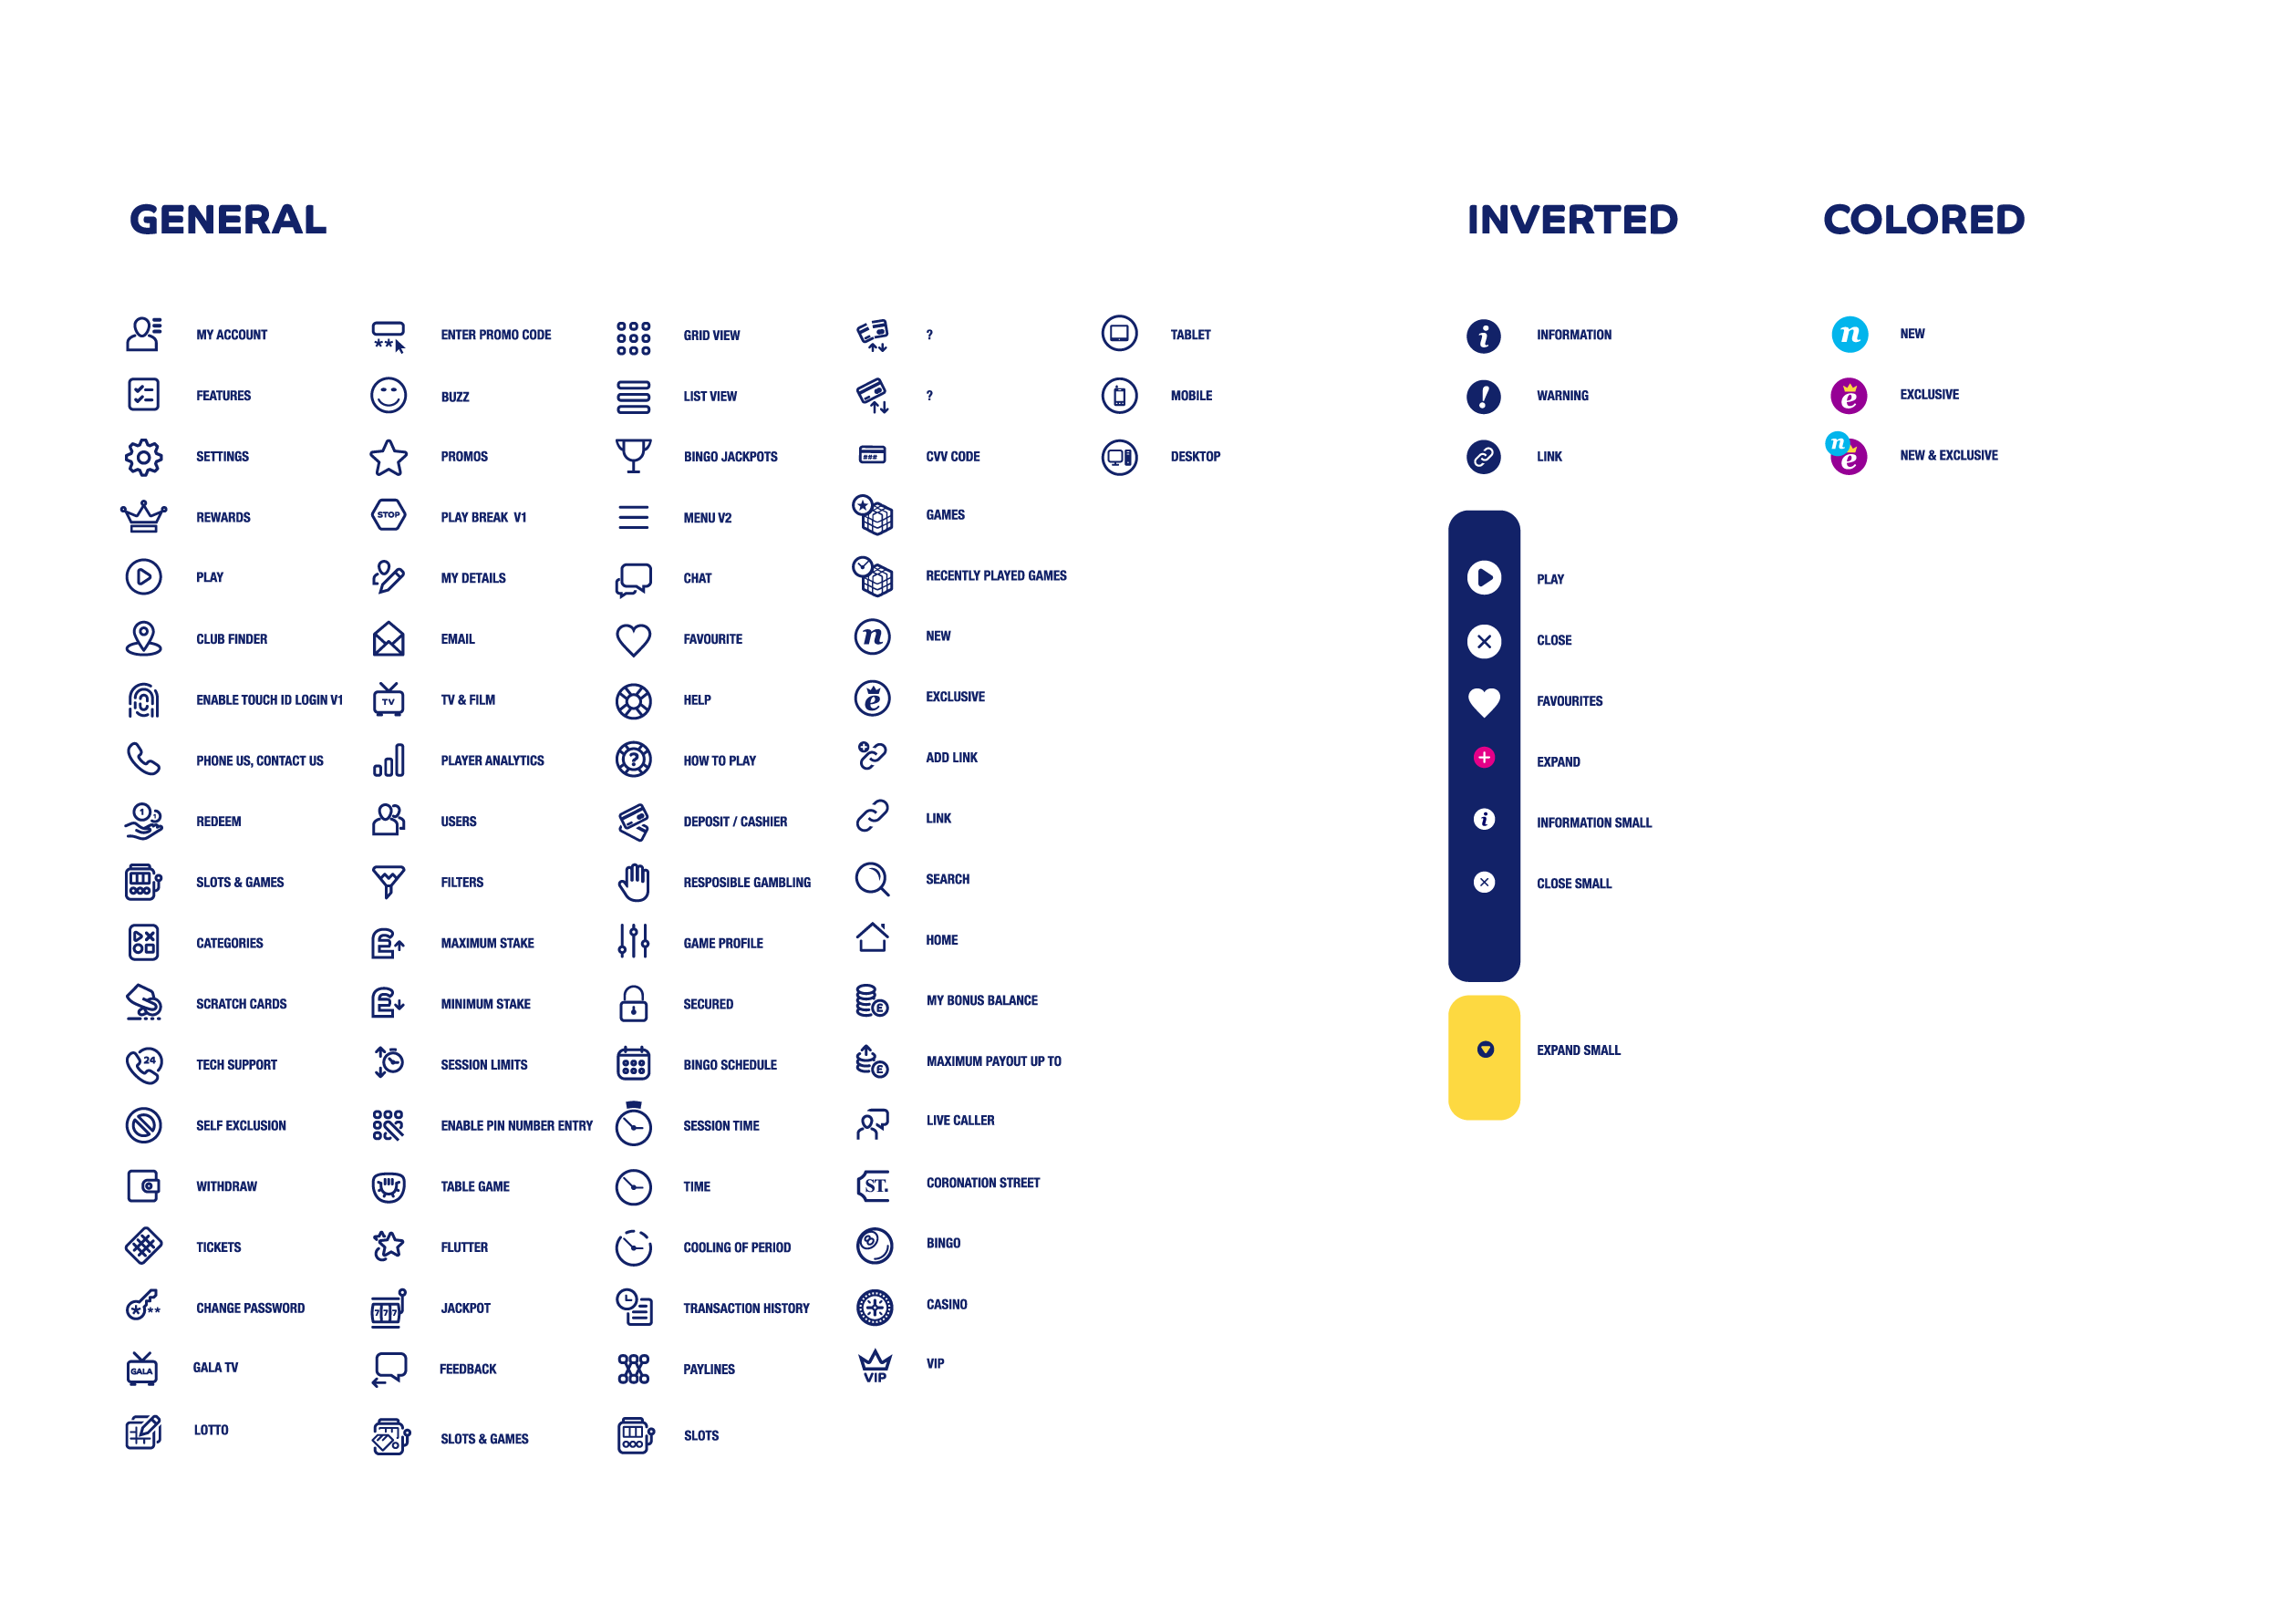 GENERAL
MY ACCOUNT
FEATURES
SETTINGS
REWARDS
PLAY
CLUB FINDER
ENABLE TOUCH ID LOGIN V1
PHONE US, CONTACT US
1
REDEEM
SLOTS & GAMES
CATEGORIES
SCRATCH CARDS
24
TECH SUPPORT
SELF EXCLUSION
WITHDRAW
TICKETS
***
CHANGE PASSWORD
GALA
GALA TV
LOTTO
**
ENTER PROMO CODE
BUZZ
PROMOS
STOP
PLAY BREAK V1
MY DETAILS
EMAIL
TV
TV & FILM
PLAYER ANALYTICS
USERS
FILTERS
MAXIMUM STAKE
MINIMUM STAKE
SESSION LIMITS
ENABLE PIN NUMBER ENTRY
TABLE GAME
FLUTTER
777
JACKPOT
FEEDBACK
SLOTS & GAMES
GRID VIEW
LIST VIEW
BINGO JACKPOTS
MENU V2
CHAT
FAVOURITE
HELP
?
HOW TO PLAY
DEPOSIT / CASHIER
RESPOSIBLE GAMBLING
GAME PROFILE
SECURED
BINGO SCHEDULE
SESSION TIME
TIME
COOLING OF PERIOD
TRANSACTION HISTORY
PAYLINES
SLOTS
?
?
###
CVV CODE
GAMES
RECENTLY PLAYED GAMES
n
NEW
e
EXCLUSIVE
ADD LINK
LINK
SEARCH
HOME
£
MY BONUS BALANCE
£
MAXIMUM PAYOUT UP TO
LIVE CALLER
ST.
CORONATION STREET
8
BINGO
CASINO
VIP
VIP
TABLET
MOBILE
DESKTOP
INVERTED
i
INFORMATION
!
WARNING
LINK
PLAY
CLOSE
FAVOURITES
EXPAND
i
INFORMATION SMALL
CLOSE SMALL
EXPAND SMALL
COLORED
n
NEW
e
EXCLUSIVE
n
e
NEW & EXCLUSIVE